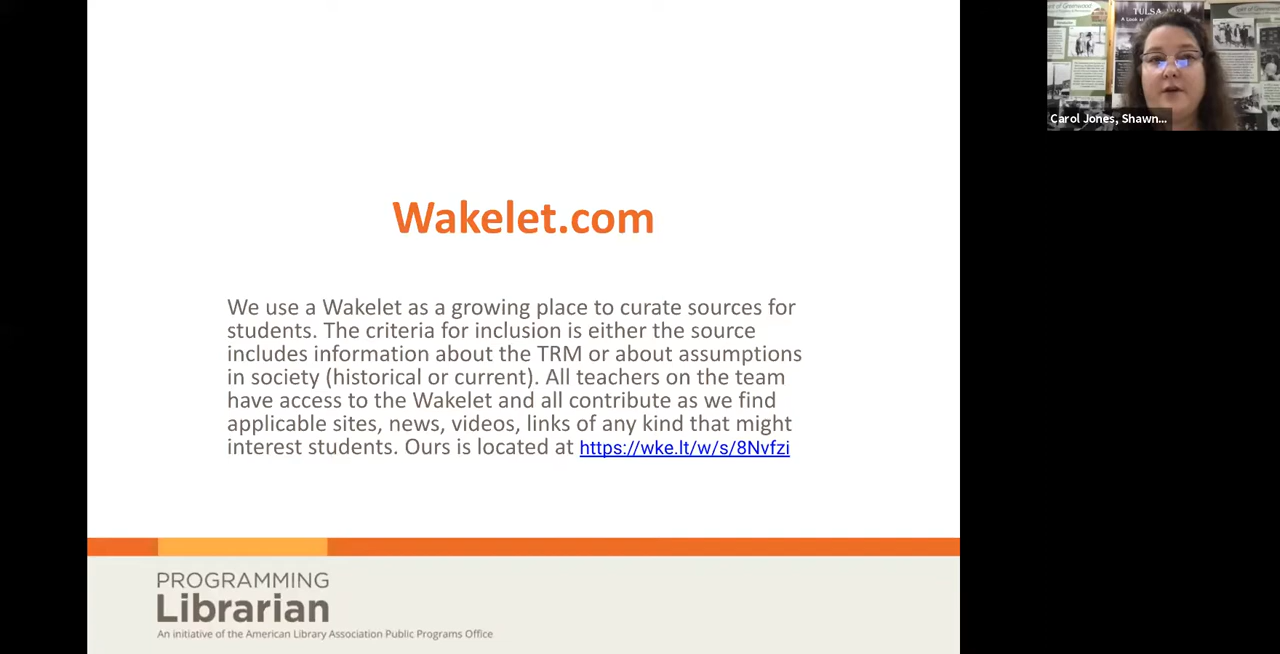 Wakelet.com
We use a Wakelet as a growing place to curate sources for
students. The criteria for inclusion is either the source
includes information about the TRM or about assumptions
in society (historical or current). All teachers on the team
have access to the Wakelet and all contribute as we find
applicable sites, news, videos, links of any kind that might
interest students. Ours is located at https://wke.lt/w/s/8Nvfzi
PROGRAMMING
Librarian
An initiative of the American Library Association Public Programs Office
TULSA
Carol Jones, Shawn...